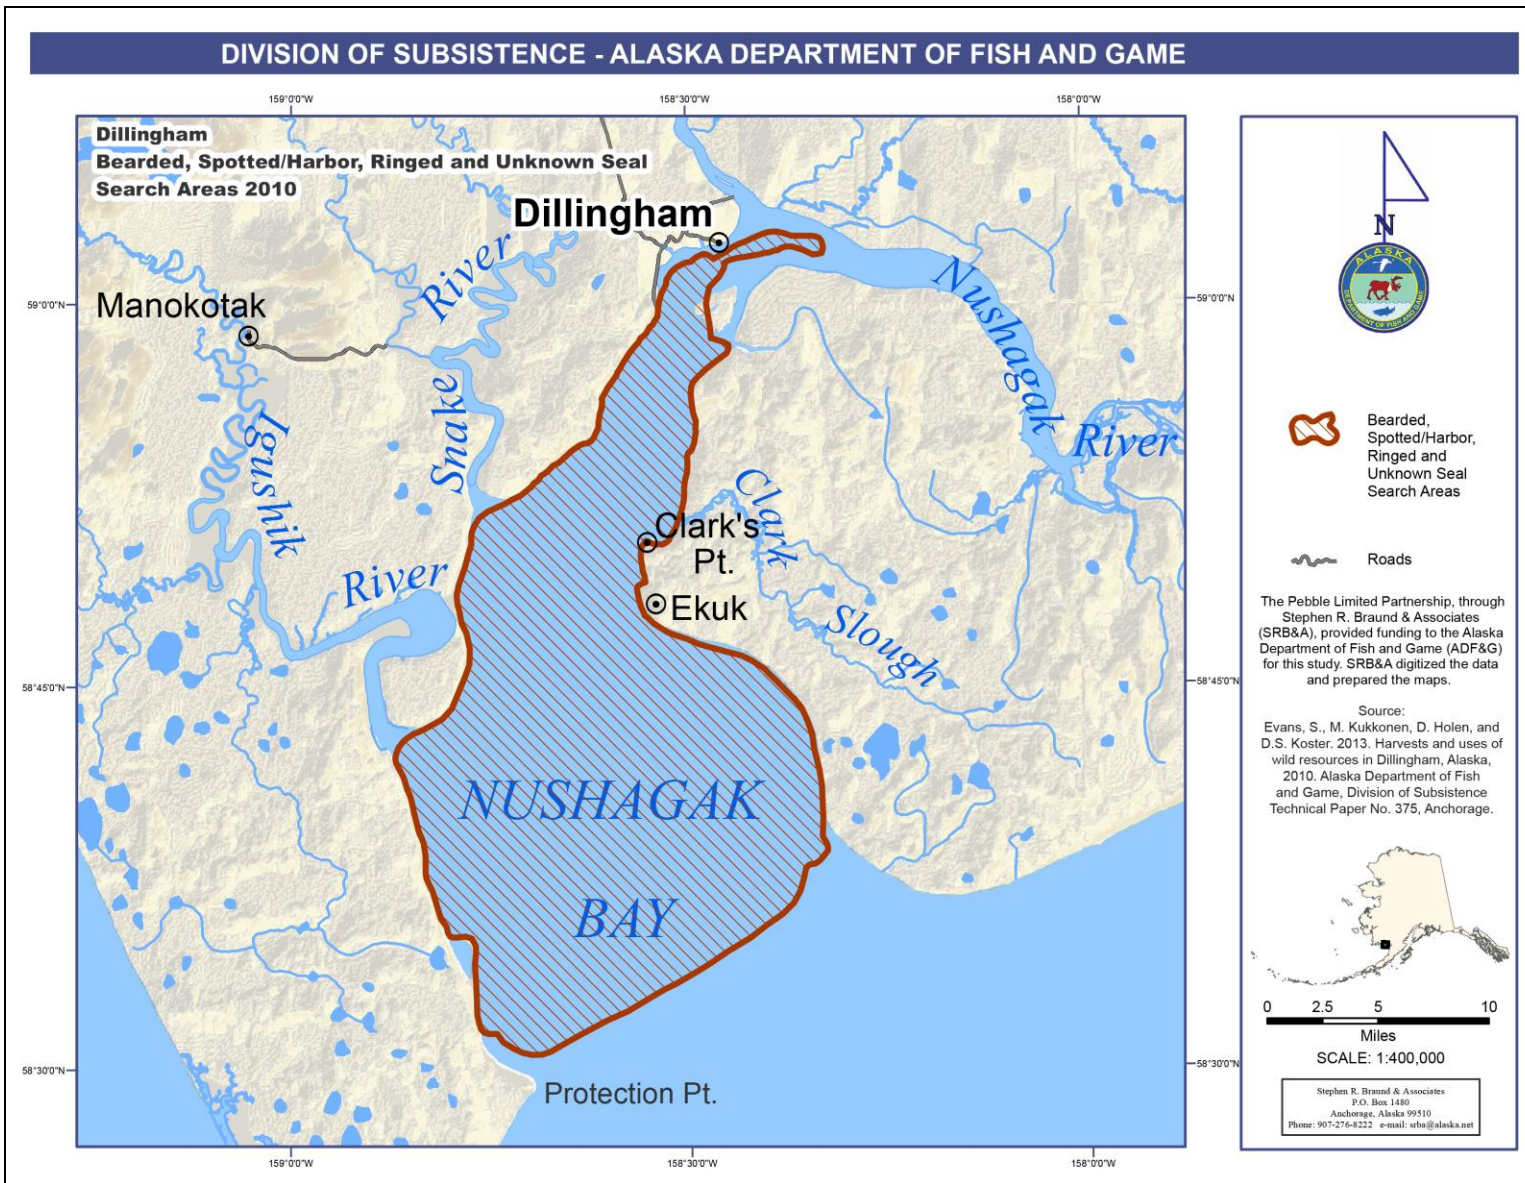 DIVISION OF SUBSISTENCE - ALASKA DEPARTMENT OF FISH AND GAME
159°0'0"W
158°30'0"W
158°0'0"W
Dillingham
Bearded, Spotted/Harbor, Ringed and Unknown Seal
Search Areas 2010
Dillingham
Manokotak
River
Snake
Igushik
River
Nushagak
River
Clark's
Pt.
Clark
Slough
Ekuk
NUSHAGAK
BAY
Protection Pt.
59°0'0"N
58°45'0"N
58°30'0"N
59°0'0"N
58°45'0"N
58°30'0"N
159°0'0"W
158°30'0"W
158°0'0"W
N
ALASKA
DEPARTMENT OF FISH AND GAME
Bearded,
Spotted/Harbor,
Ringed and
Unknown Seal
Search Areas
Roads
The Pebble Limited Partnership, through
Stephen R. Braund & Associates
(SRB&A), provided funding to the Alaska
Department of Fish and Game (ADF&G)
for this study. SRB&A digitized the data
and prepared the maps.
Source:
Evans, S., M. Kukkonen, D. Holen, and
D.S. Koster. 2013. Harvests and uses of
wild resources in Dillingham, Alaska,
2010. Alaska Department of Fish
and Game, Division of Subsistence
Technical Paper No. 375, Anchorage.
0 2.5 5 10
Miles
SCALE: 1:400,000
Stephen R. Braund & Associates
P.O. Box 1480
Anchorage, Alaska 99510
Phone: 907-276-8222 e-mail: srba@alaska.net